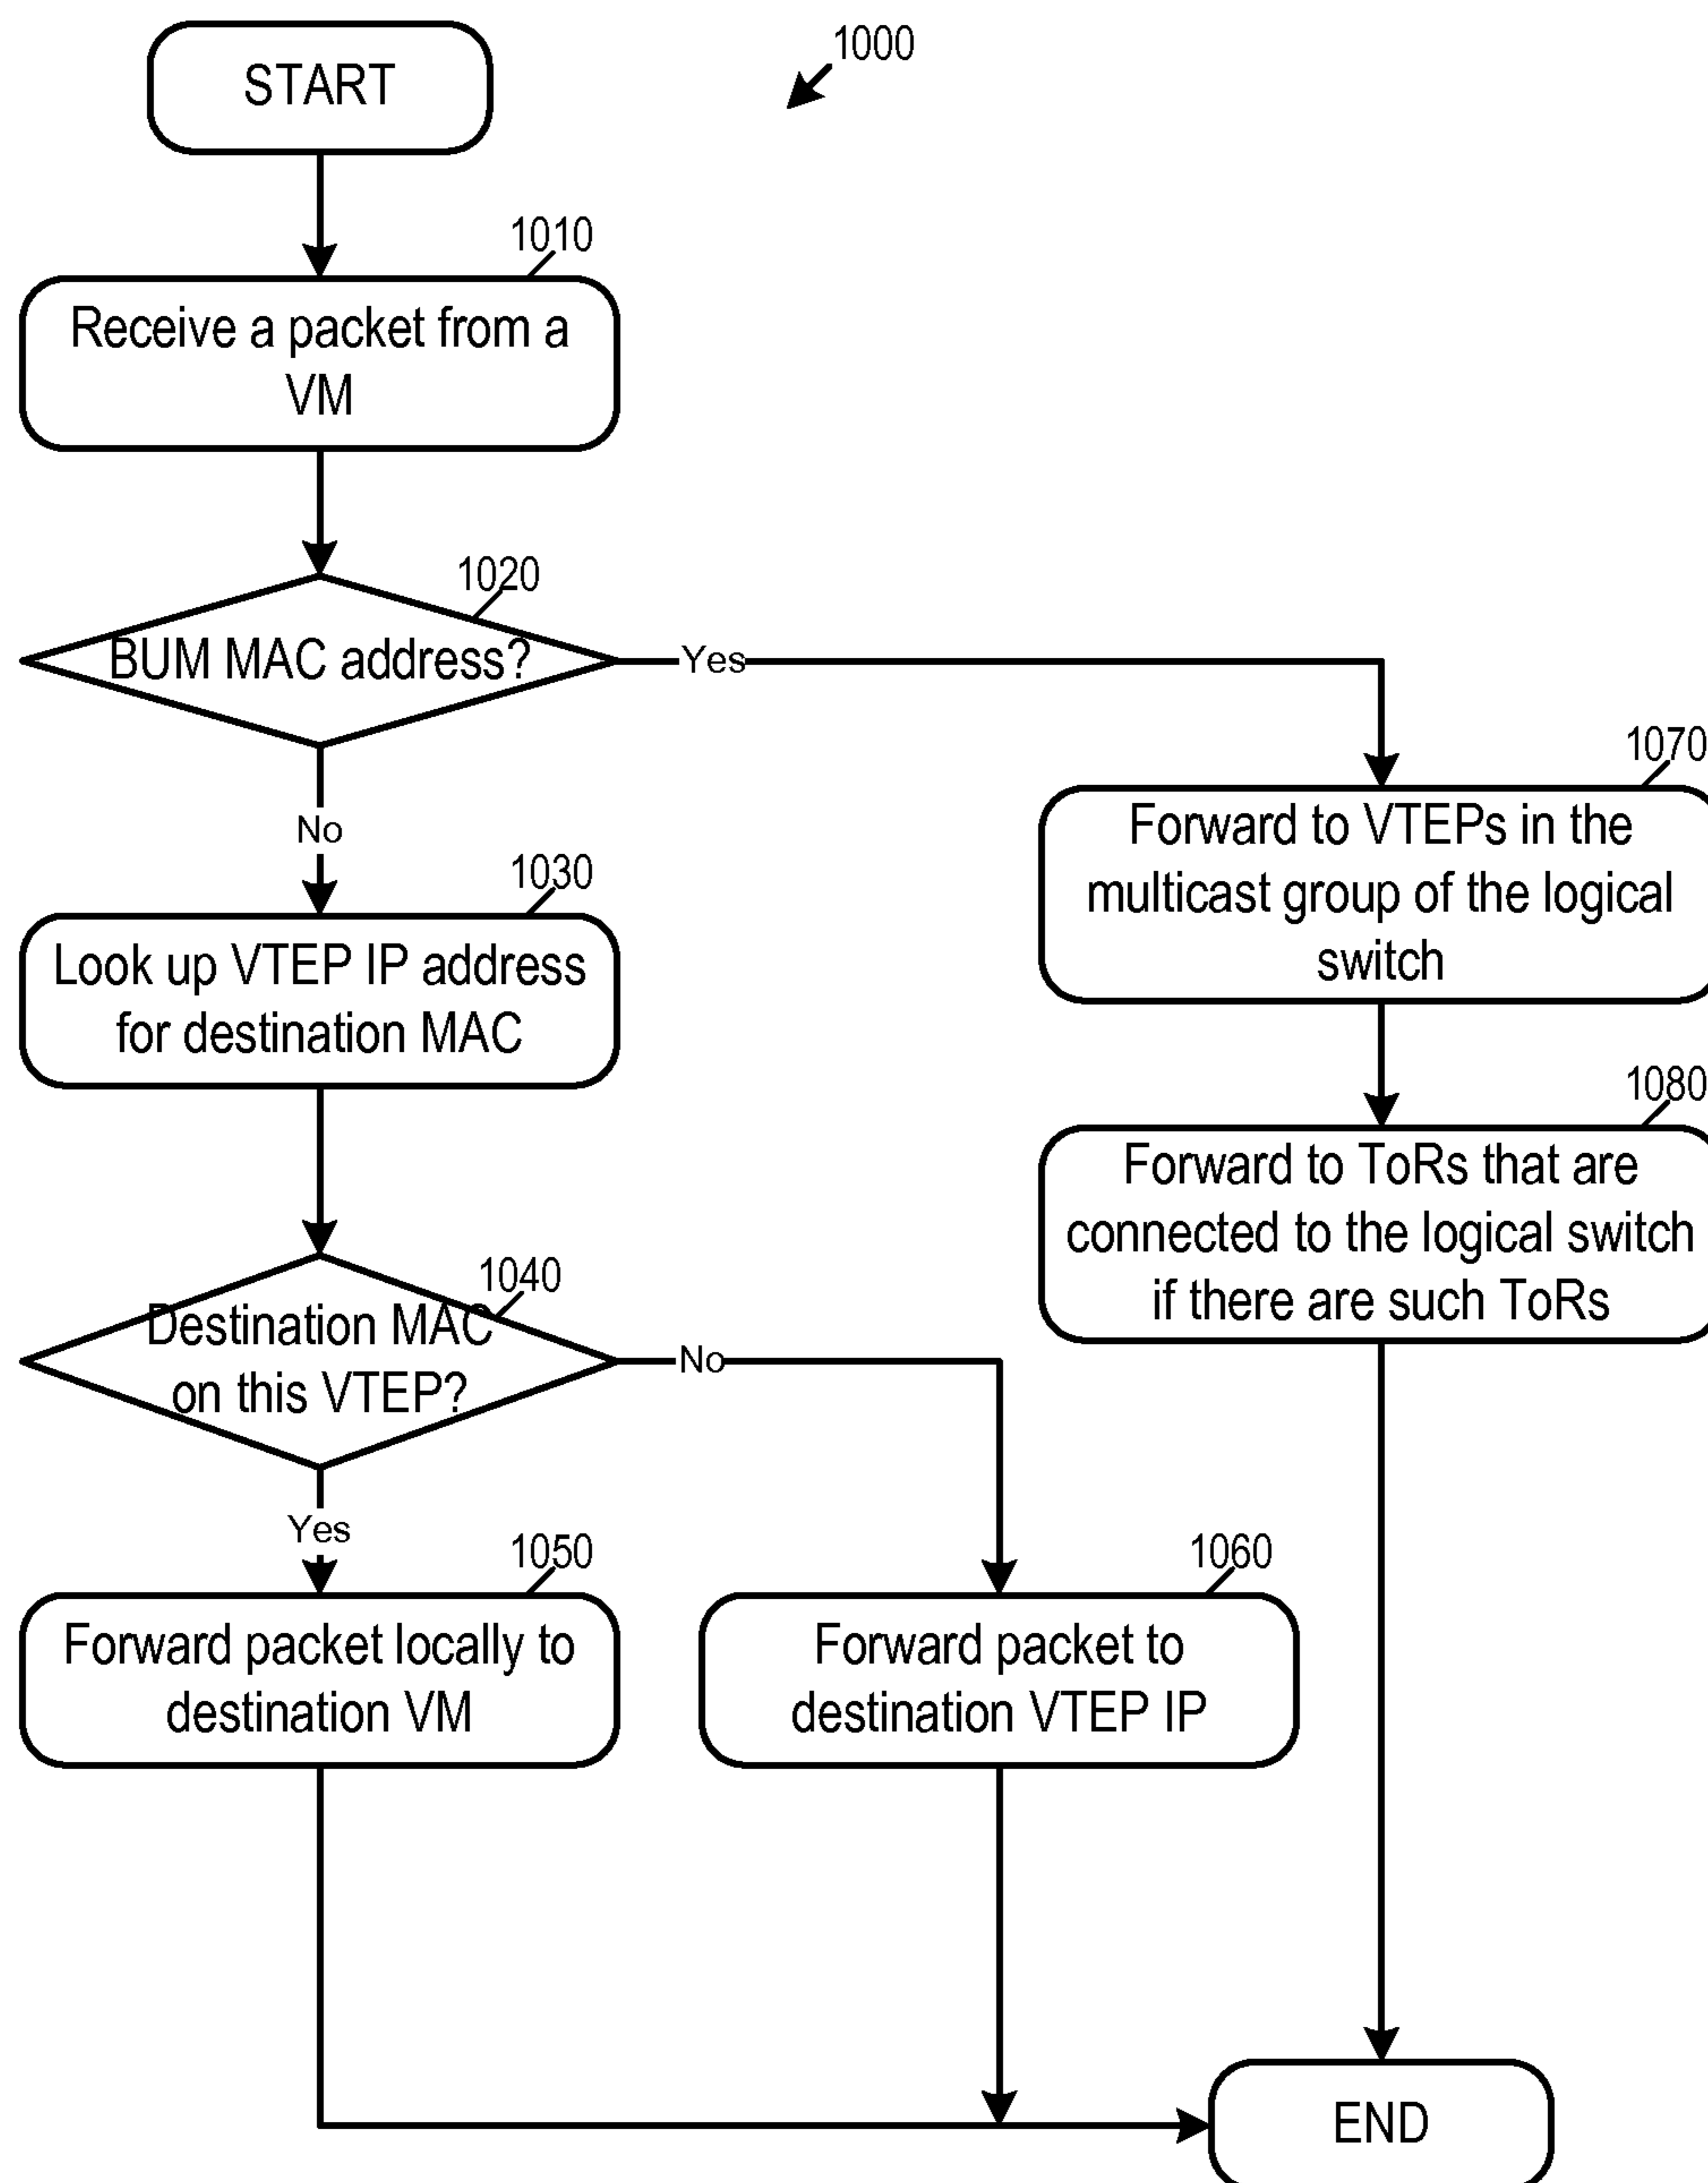 START
1000
1010
Receive a packet from a
VM
1020
BUM MAC address?
Yes
No
1030
Look up VTEP IP address
for destination MAC
1070
Forward to VTEPs in the
multicast group of the logical
switch
1080
Forward to ToRs that are
connected to the logical switch
if there are such ToRs
1040
Destination MAC
on this VTEP?
No
Yes
1050
Forward packet locally to
destination VM
1060
Forward packet to
destination VTEP IP
END